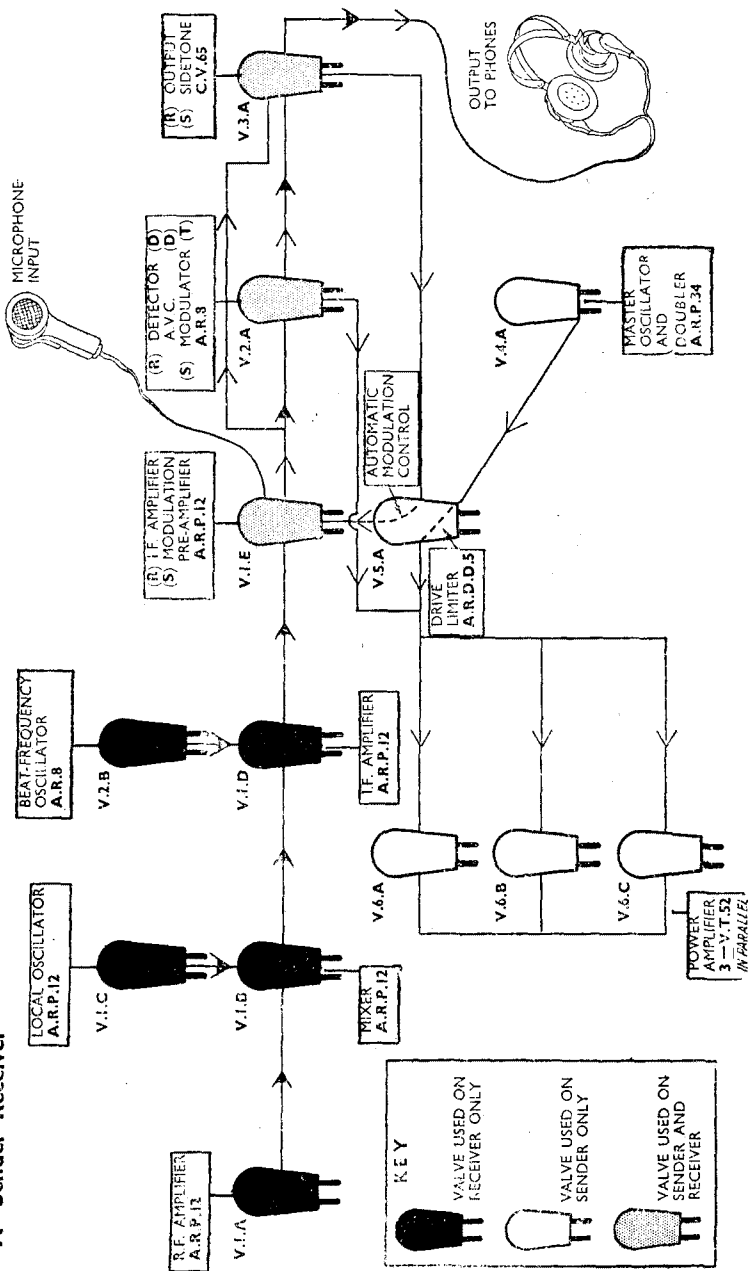 A Sender Receiver
R.F. AMPLIFIER
A.R.P.12
V.1.A
LOCAL OSCILLATOR
A.R.P.12
V.1.C
V.1.B
MIXER
A.R.P.12
BEAT-FREQUENCY
OSCILLATOR
A.R.8
V.2.B
V.1.D
I.F. AMPLIFIER
A.R.P.12
MICROPHONE
INPUT
(R) I.F. AMPLIFIER
(S) MODULATION
PRE-AMPLIFIER
A.R.P.12
V.1.E
(R) DETECTOR (D)
A.V.C. (D)
(S) MODULATOR (T)
A.R.8
V.2.A
(R) OUTPUT
(S) SIDETONE
C.V.65
V.3.A
OUTPUT
TO PHONES
AUTOMATIC
MODULATION
CONTROL
V.5.A
DRIVE
LIMITER
A.R.D.D.5
V.4.A
MASTER
OSCILLATOR
AND
DOUBLER
A.R.P.34
V.6.A
V.6.B
V.6.C
POWER
AMPLIFIER
3—V.T.52
IN PARALLEL
KEY
VALVE USED ON
RECEIVER ONLY
VALVE USED ON
SENDER ONLY
VALVE USED ON
SENDER AND
RECEIVER